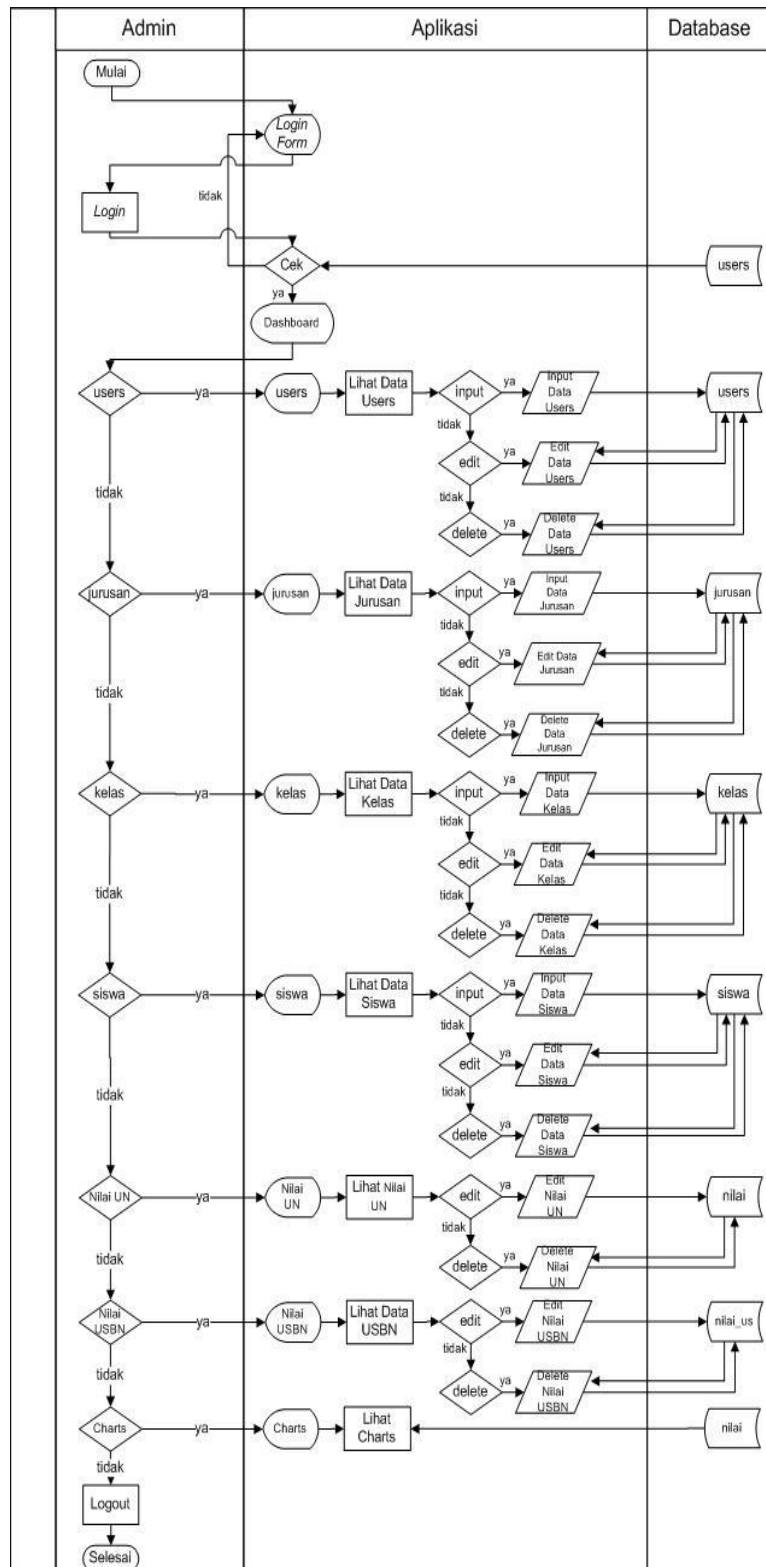 Admin
Aplikasi
Database
Mulai
Login
Form
tidak
Login
Cek
users
ya
Dashboard
users
ya
users
Lihat Data
Users
input
ya
Input
Data
Users
users
tidak
edit
ya
Edit
Data
Users
tidak
tidak
delete
ya
Delete
Data
Users
jurusan
ya
jurusan
Lihat Data
Jurusan
input
ya
Input
Data
Jurusan
jurusan
tidak
edit
ya
Edit Data
Jurusan
tidak
tidak
delete
ya
Delete
Data
Jurusan
kelas
ya
kelas
Lihat Data
Kelas
input
ya
Input
Data
Kelas
kelas
tidak
edit
ya
Edit
Data
Kelas
tidak
tidak
delete
ya
Delete
Data
Kelas
siswa
ya
siswa
Lihat Data
Siswa
input
ya
Input
Data
Siswa
siswa
tidak
edit
ya
Edit
Data
Siswa
tidak
tidak
delete
ya
Delete
Data
Siswa
Nilai UN
ya
Nilai
UN
Lihat Nilai
UN
edit
ya
Edit
Nilai
UN
nilai
tidak
tidak
delete
ya
Delete
Nilai
UN
Nilai
USBN
ya
Nilai
USBN
Lihat Data
USBN
edit
ya
Edit
Nilai
USBN
nilai_us
tidak
tidak
delete
ya
Delete
Nilai
USBN
Charts
ya
Charts
Lihat
Charts
nilai
tidak
Logout
Selesai